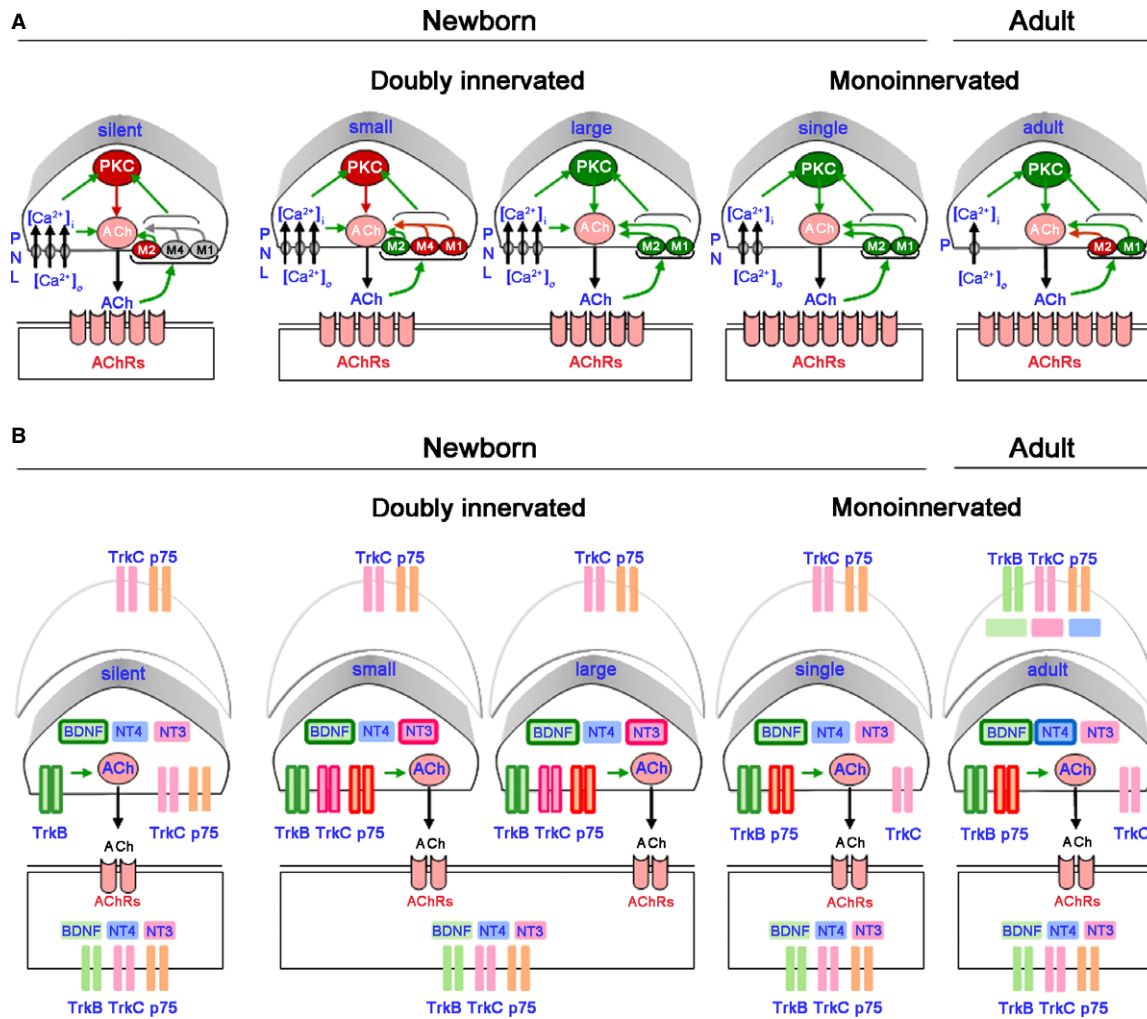 A
Newborn
Adult
Doubly innervated
Monoinnervated
silent
small
large
single
adult
PKC
PKC
PKC
PKC
PKC
[Ca²⁺]i
ACh
M2 M4 M1
P N L
[Ca²⁺]o
ACh
AChRs
[Ca²⁺]i
ACh
M2 M4 M1
P N L
[Ca²⁺]o
ACh
AChRs
[Ca²⁺]i
ACh
M2 M1
P N L
[Ca²⁺]o
ACh
AChRs
[Ca²⁺]i
ACh
M2 M1
P N
[Ca²⁺]o
ACh
AChRs
[Ca²⁺]i
ACh
M2 M1
P
[Ca²⁺]o
ACh
AChRs
B
Newborn
Adult
Doubly innervated
Monoinnervated
TrkC p75
TrkC p75
TrkC p75
TrkC p75
TrkB TrkC p75
silent
small
large
single
adult
BDNF NT4 NT3
BDNF NT4 NT3
BDNF NT4 NT3
BDNF NT4 NT3
BDNF NT4 NT3
ACh
ACh
ACh
ACh
ACh
TrkB
TrkC p75
TrkB TrkC p75
TrkB TrkC p75
TrkB p75
TrkC
TrkB p75
TrkC
ACh
ACh
ACh
ACh
ACh
AChRs
AChRs
AChRs
AChRs
AChRs
BDNF NT4 NT3
BDNF NT4 NT3
BDNF NT4 NT3
BDNF NT4 NT3
TrkB TrkC p75
TrkB TrkC p75
TrkB TrkC p75
TrkB TrkC p75